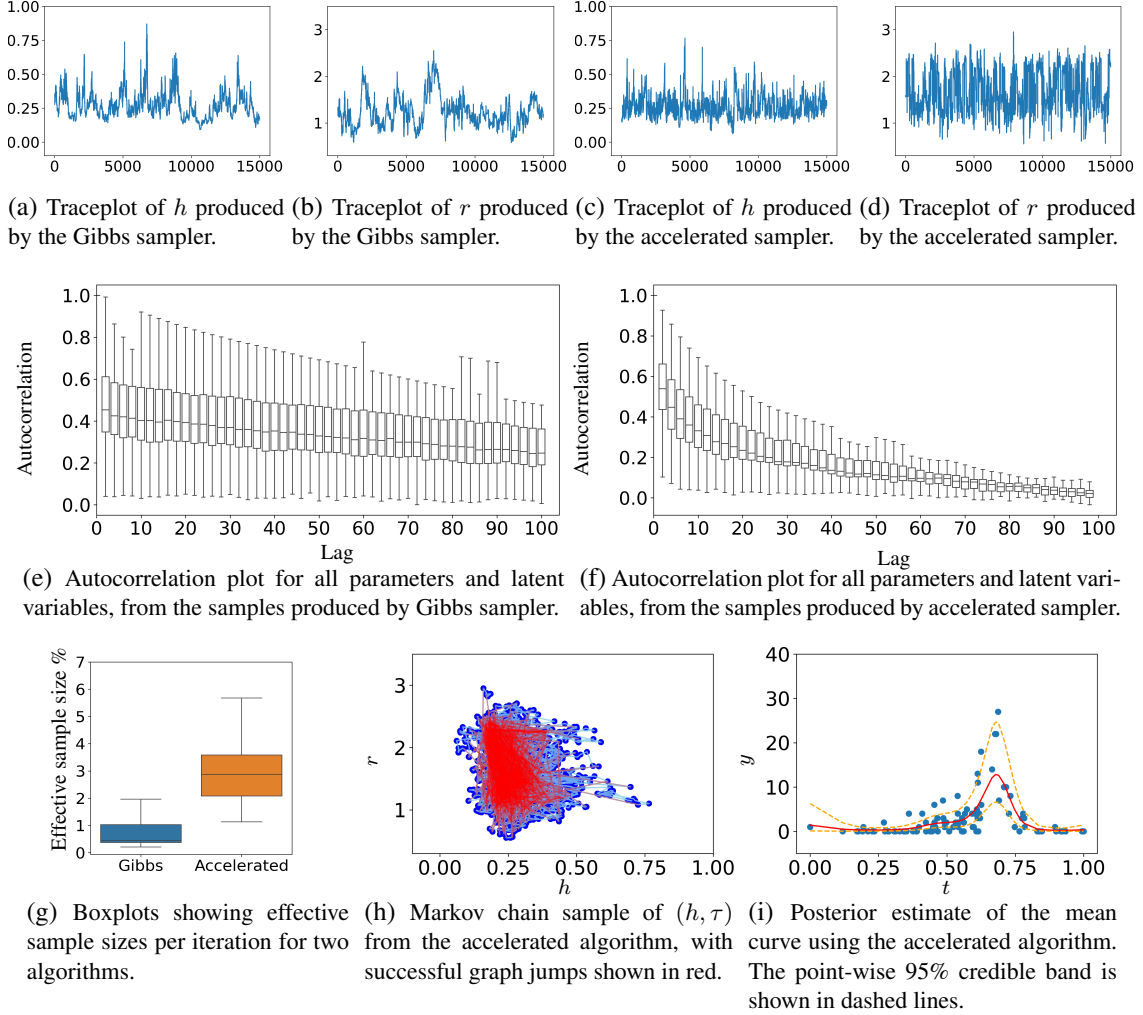 1.00
0.75
0.50
0.25
0.00
0 5000 10000 15000
3
2
1
0 5000 10000 15000
1.00
0.75
0.50
0.25
0.00
0 5000 10000 15000
3
2
1
0 5000 10000 15000
(a) Traceplot of h produced
by the Gibbs sampler.
(b) Traceplot of r produced
by the Gibbs sampler.
(c) Traceplot of h produced
by the accelerated sampler.
(d) Traceplot of r produced
by the accelerated sampler.
Autocorrelation
1.0
0.8
0.6
0.4
0.2
0.0
0 10 20 30 40 50 60 70 80 90 100
Lag
Autocorrelation
1.0
0.8
0.6
0.4
0.2
0.0
0 10 20 30 40 50 60 70 80 90 100
Lag
(e) Autocorrelation plot for all parameters and latent
variables, from the samples produced by Gibbs sampler.
(f) Autocorrelation plot for all parameters and latent vari-
ables, from the samples produced by accelerated sampler.
Effective sample size %
7
6
5
4
3
2
1
0
Gibbs Accelerated
r
3
2
1
0.00 0.25 0.50 0.75 1.00
h
y
40
30
20
10
0
0.00 0.25 0.50 0.75 1.00
t
(g) Boxplots showing effective
sample sizes per iteration for two
algorithms.
(h) Markov chain sample of (h, τ)
from the accelerated algorithm, with
successful graph jumps shown in red.
(i) Posterior estimate of the mean
curve using the accelerated algorithm.
The point-wise 95% credible band is
shown in dashed lines.